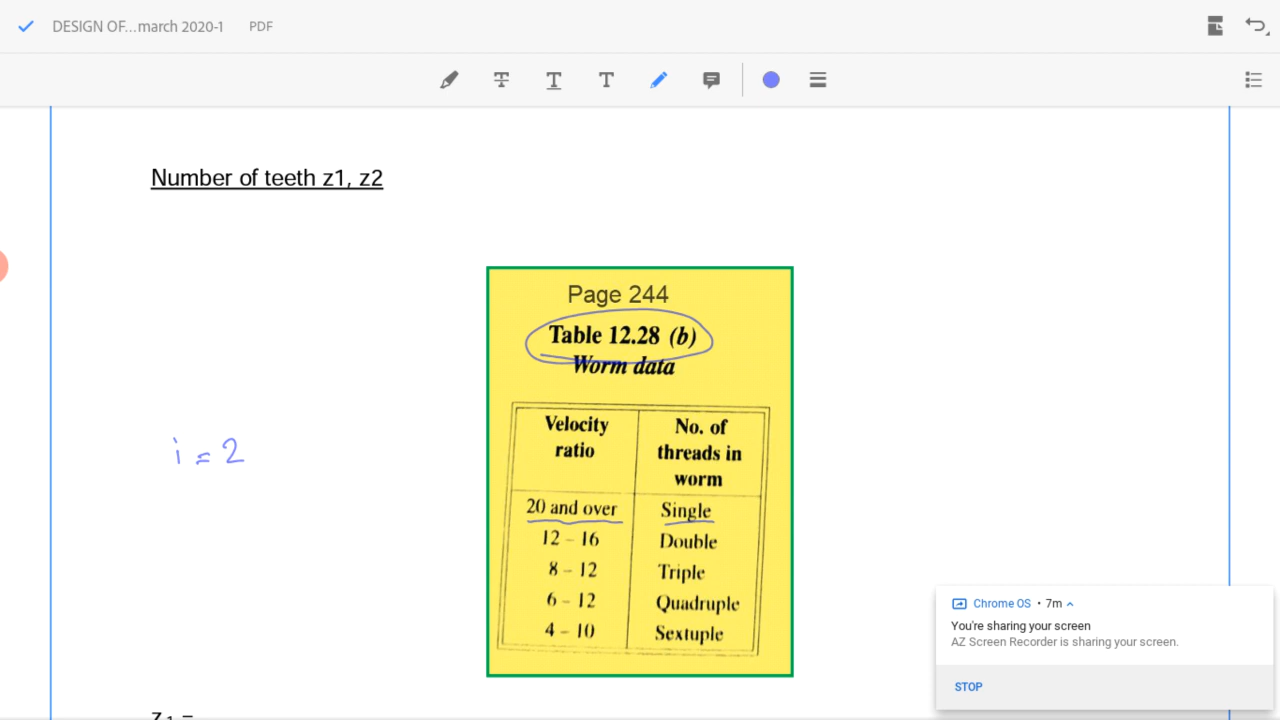 DESIGN OF...march 2020-1 PDF
Number of teeth z1, z2
Page 244
Table 12.28 (b)
Worm data
Velocity ratio No. of threads in worm
20 and over Single
12 – 16 Double
8 – 12 Triple
6 – 12 Quadruple
4 – 10 Sextuple
i = 2
Chrome OS • 7m
You're sharing your screen
AZ Screen Recorder is sharing your screen.
STOP
z₁ =